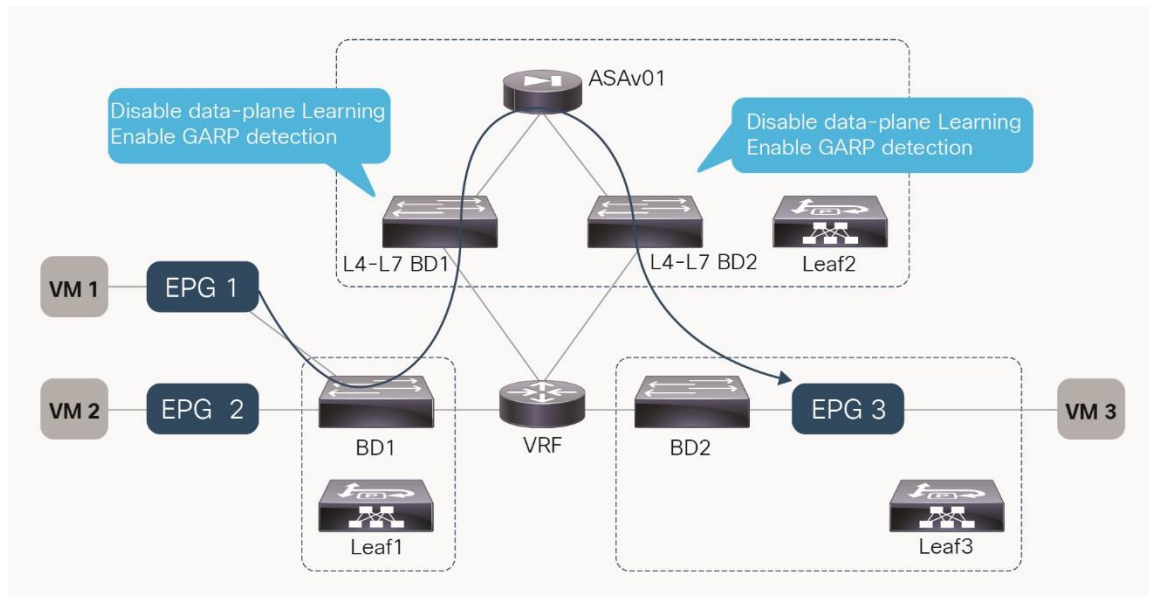 ASAv01
Disable data-plane Learning
Enable GARP detection
Disable data-plane Learning
Enable GARP detection
L4-L7 BD1
L4-L7 BD2
Leaf2
VM 1
EPG 1
VM 2
EPG 2
BD1
VRF
BD2
EPG 3
VM 3
Leaf1
Leaf3